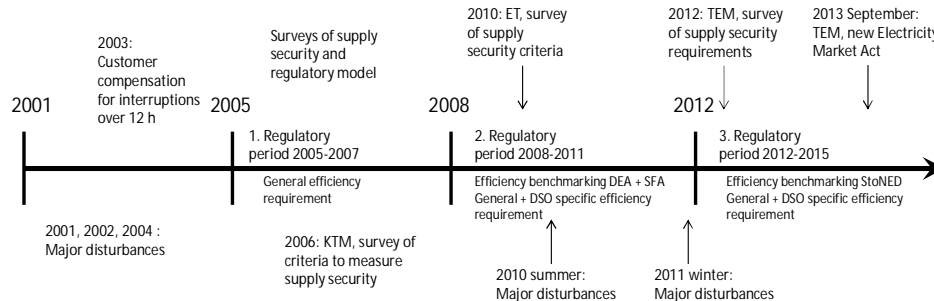 2003:
Customer
compensation
for interruptions
over 12 h
Surveys of supply
security and
regulatory model
2010: ET, survey
of supply
security criteria
2012: TEM, survey
of supply security
requirements
2013 September:
TEM, new Electricity
Market Act
2001
2005
2008
2012
1. Regulatory
period 2005-2007
2. Regulatory
period 2008-2011
3. Regulatory
period 2012-2015
General efficiency
requirement
Efficiency benchmarking DEA + SFA
General + DSO specific efficiency
requirement
Efficiency benchmarking StoNED
General + DSO specific efficiency
requirement
2001, 2002, 2004 :
Major disturbances
2006: KTM, survey of
criteria to measure
supply security
2010 summer:
Major disturbances
2011 winter:
Major disturbances